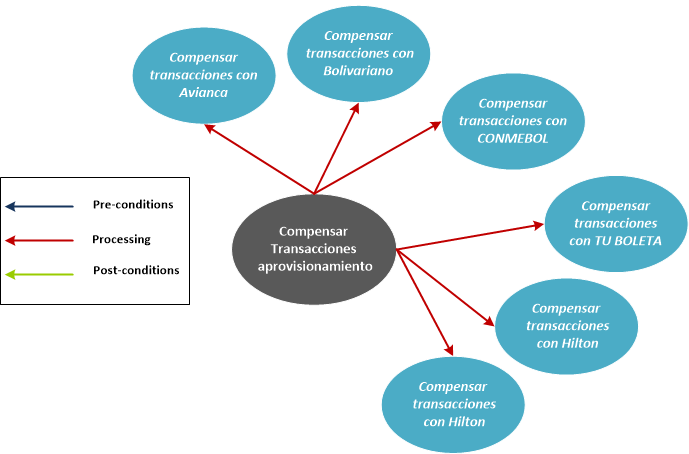 Compensar
transacciones con
Avianca
Compensar
transacciones con
Bolivariano
Compensar
transacciones con
CONMEBOL
Compensar
transacciones
con TU BOLETA
Compensar
transacciones
con Hilton
Compensar
transacciones
con Hilton
Compensar
Transacciones
aprovisionamiento
Pre-conditions
Processing
Post-conditions